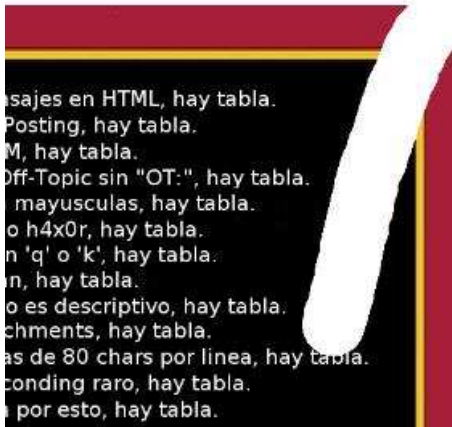 sajes en HTML, hay tabla.
Posting, hay tabla.
M, hay tabla.
Off-Topic sin "OT:", hay tabla.
mayusculas, hay tabla.
o h4x0r, hay tabla.
n 'q' o 'k', hay tabla.
an, hay tabla.
o es descriptivo, hay tabla.
chments, hay tabla.
as de 80 chars por linea, hay tabla.
conding raro, hay tabla.
por esto, hay tabla.